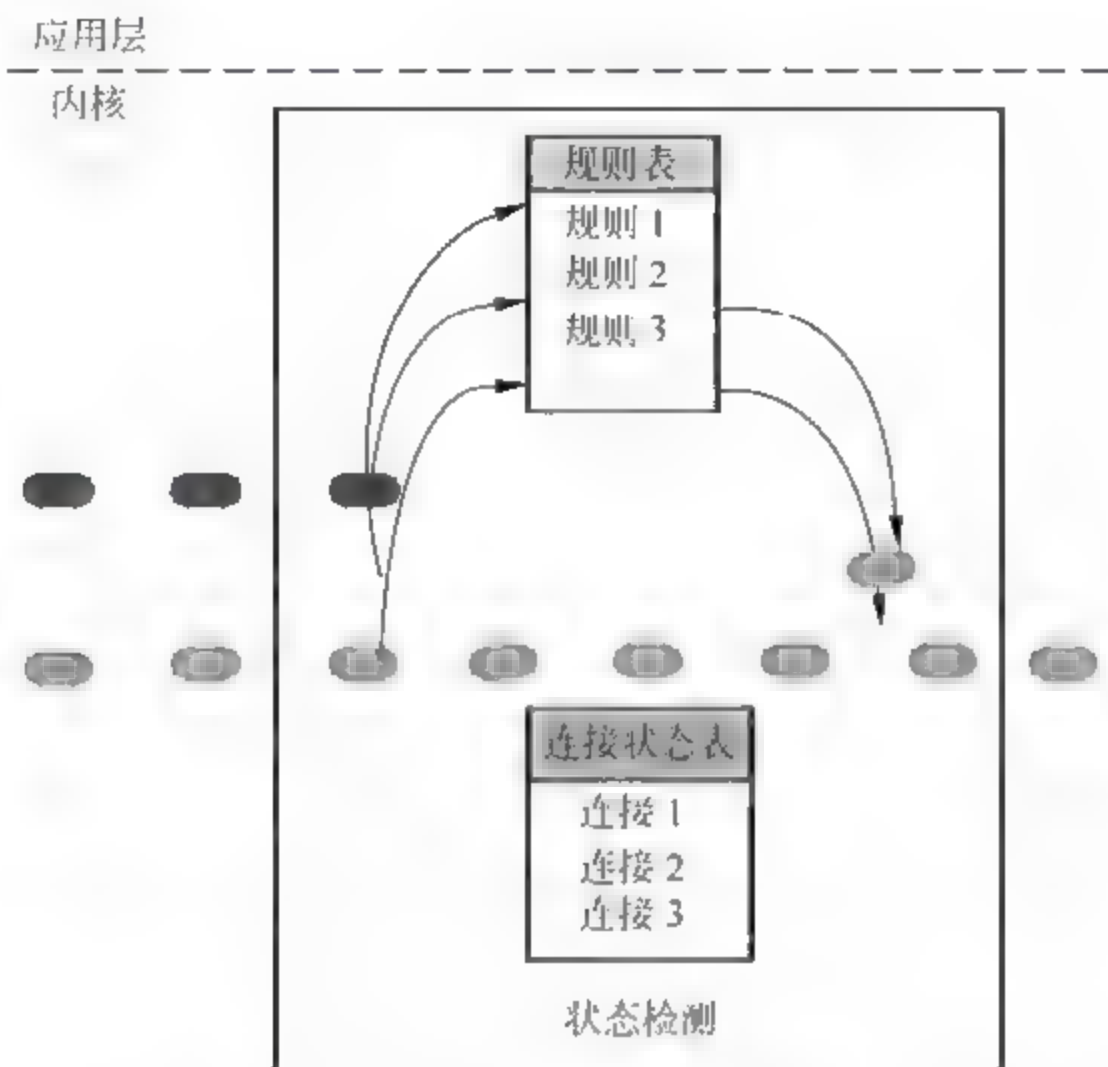 应用层
内核
规则表
规则 1
规则 2
规则 3
连接状态表
连接 1
连接 2
连接 3
状态检测